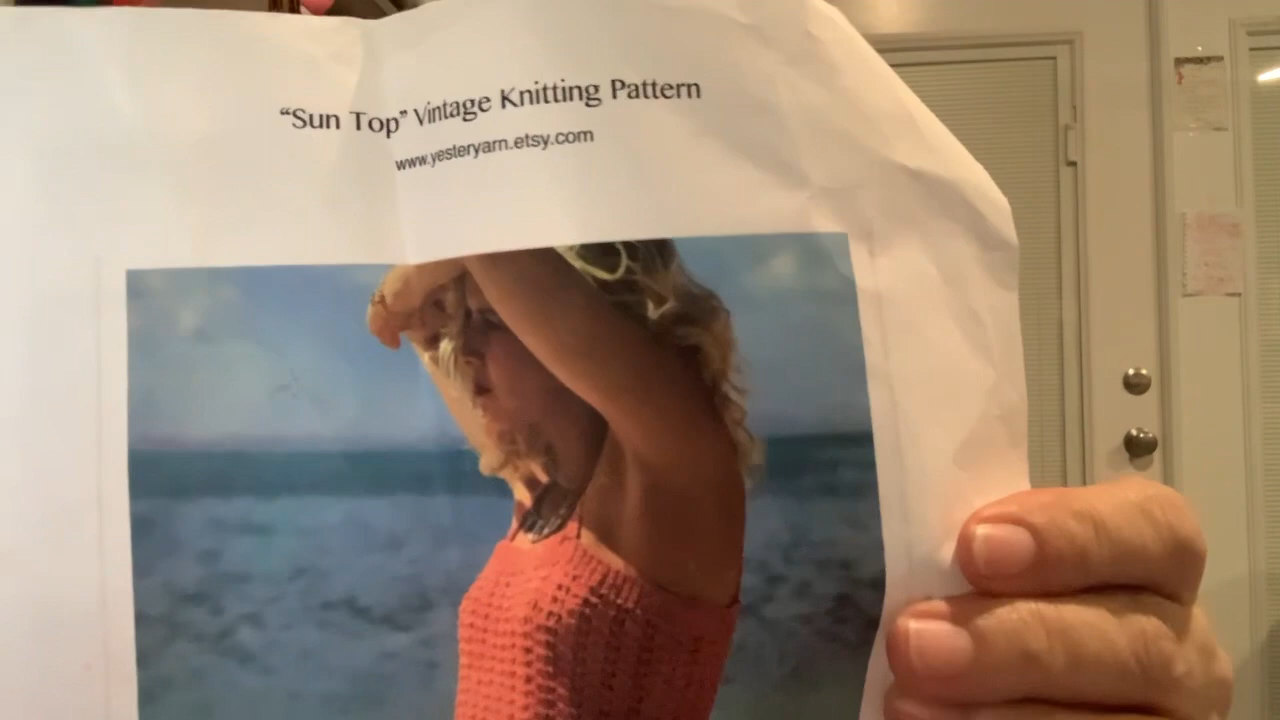 “Sun Top” Vintage Knitting Pattern
www.yesteryarn.etsy.com